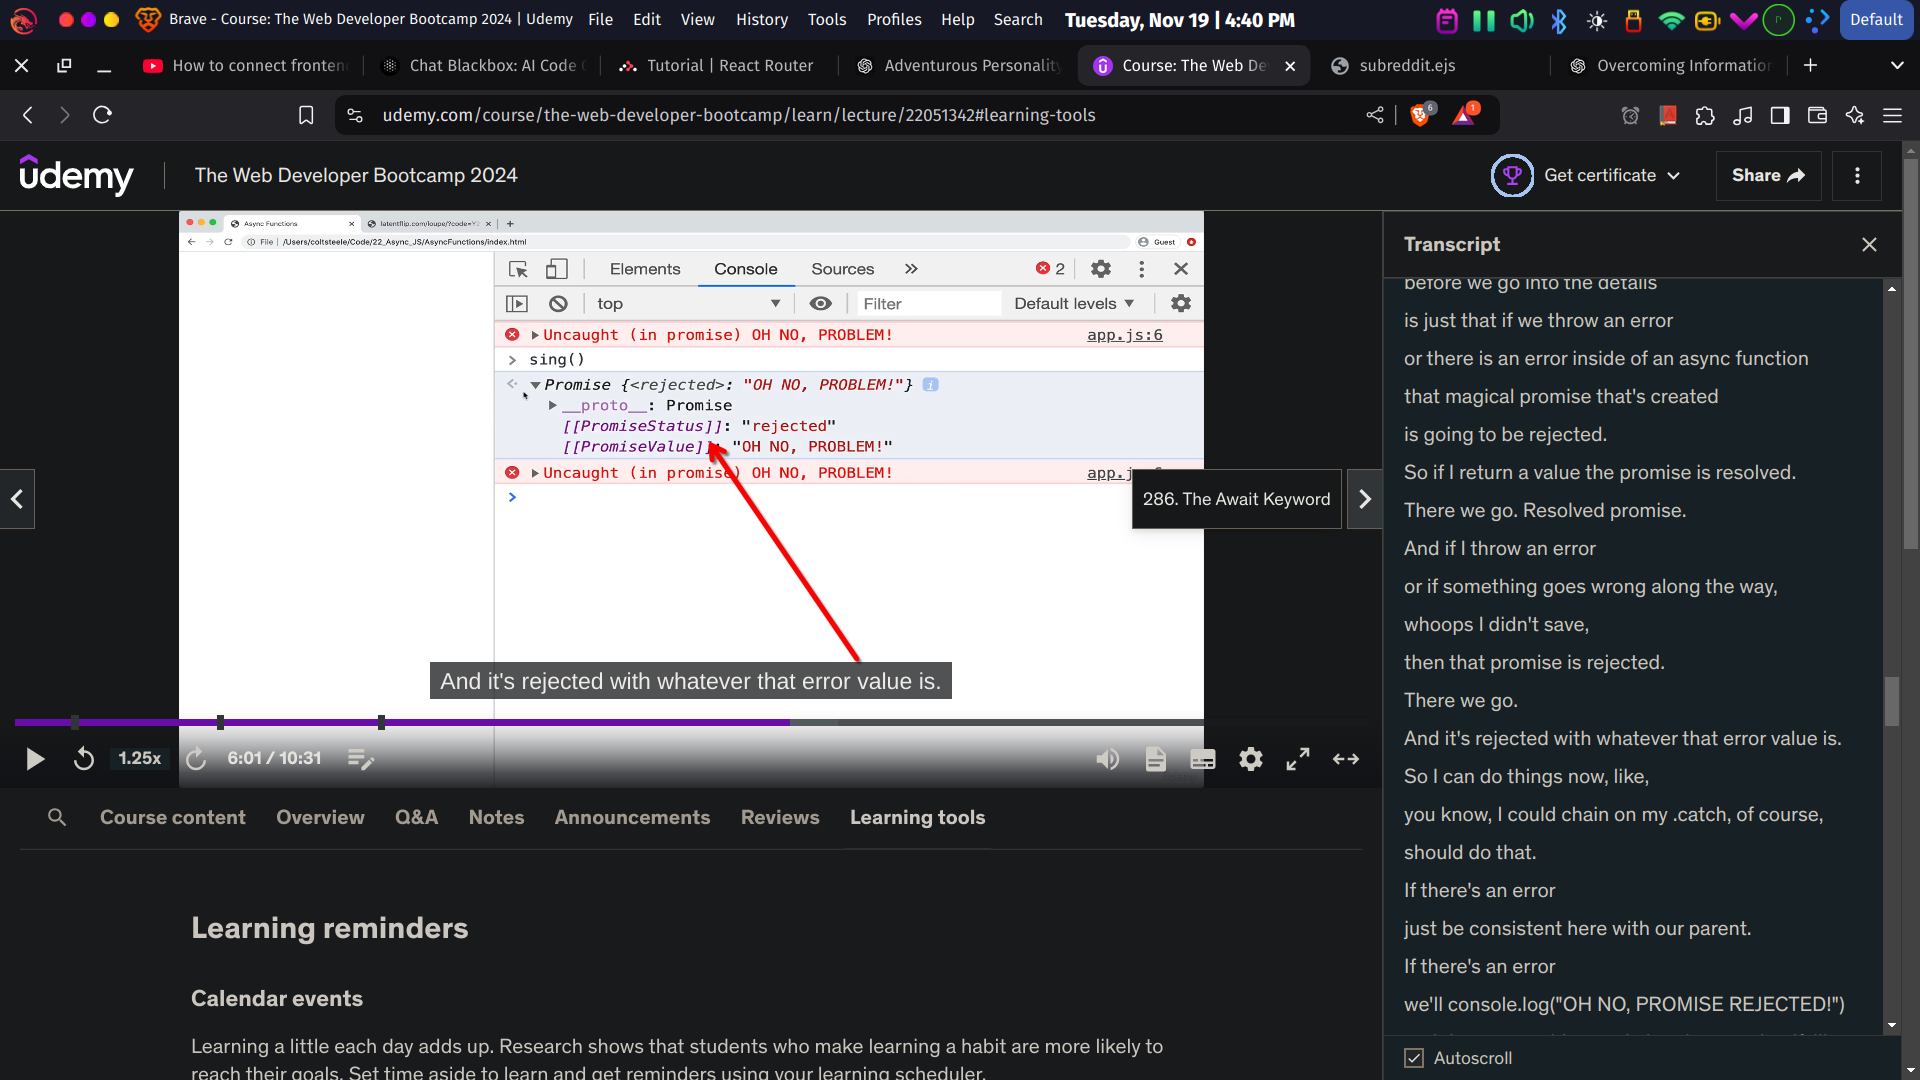 Brave - Course: The Web Developer Bootcamp 2024 | Udemy File Edit View History Tools Profiles Help Search Tuesday, Nov 19 | 4:40 PM Default
How to connect fronten Chat Blackbox: AI Code Tutorial | React Router Adventurous Personality Course: The Web De subreddit.ejs Overcoming Informatio
udemy.com/course/the-web-developer-bootcamp/learn/lecture/22051342#learning-tools 6 1
udemy The Web Developer Bootcamp 2024 Get certificate Share
Async Functions latentflip.com/loupe/?code=Y2
File /Users/coltsteele/Code/22_Async_JS/AsyncFunctions/index.html Guest
Elements Console Sources 2
top Filter Default levels
Uncaught (in promise) OH NO, PROBLEM! app.js:6
sing()
Promise {<rejected>: "OH NO, PROBLEM!"} i
__proto__: Promise
[[PromiseStatus]]: "rejected"
[[PromiseValue]]: "OH NO, PROBLEM!"
Uncaught (in promise) OH NO, PROBLEM! app.j
286. The Await Keyword
And it's rejected with whatever that error value is.
1.25x 6:01 / 10:31
Course content Overview Q&A Notes Announcements Reviews Learning tools
Learning reminders
Calendar events
Learning a little each day adds up. Research shows that students who make learning a habit are more likely to
reach their goals. Set time aside to learn and get reminders using your learning scheduler.
Transcript
before we go into the details
is just that if we throw an error
or there is an error inside of an async function
that magical promise that's created
is going to be rejected.
So if I return a value the promise is resolved.
There we go. Resolved promise.
And if I throw an error
or if something goes wrong along the way,
whoops I didn't save,
then that promise is rejected.
There we go.
And it's rejected with whatever that error value is.
So I can do things now, like,
you know, I could chain on my .catch, of course,
should do that.
If there's an error
just be consistent here with our parent.
If there's an error
we'll console.log("OH NO, PROMISE REJECTED!")
Autoscroll